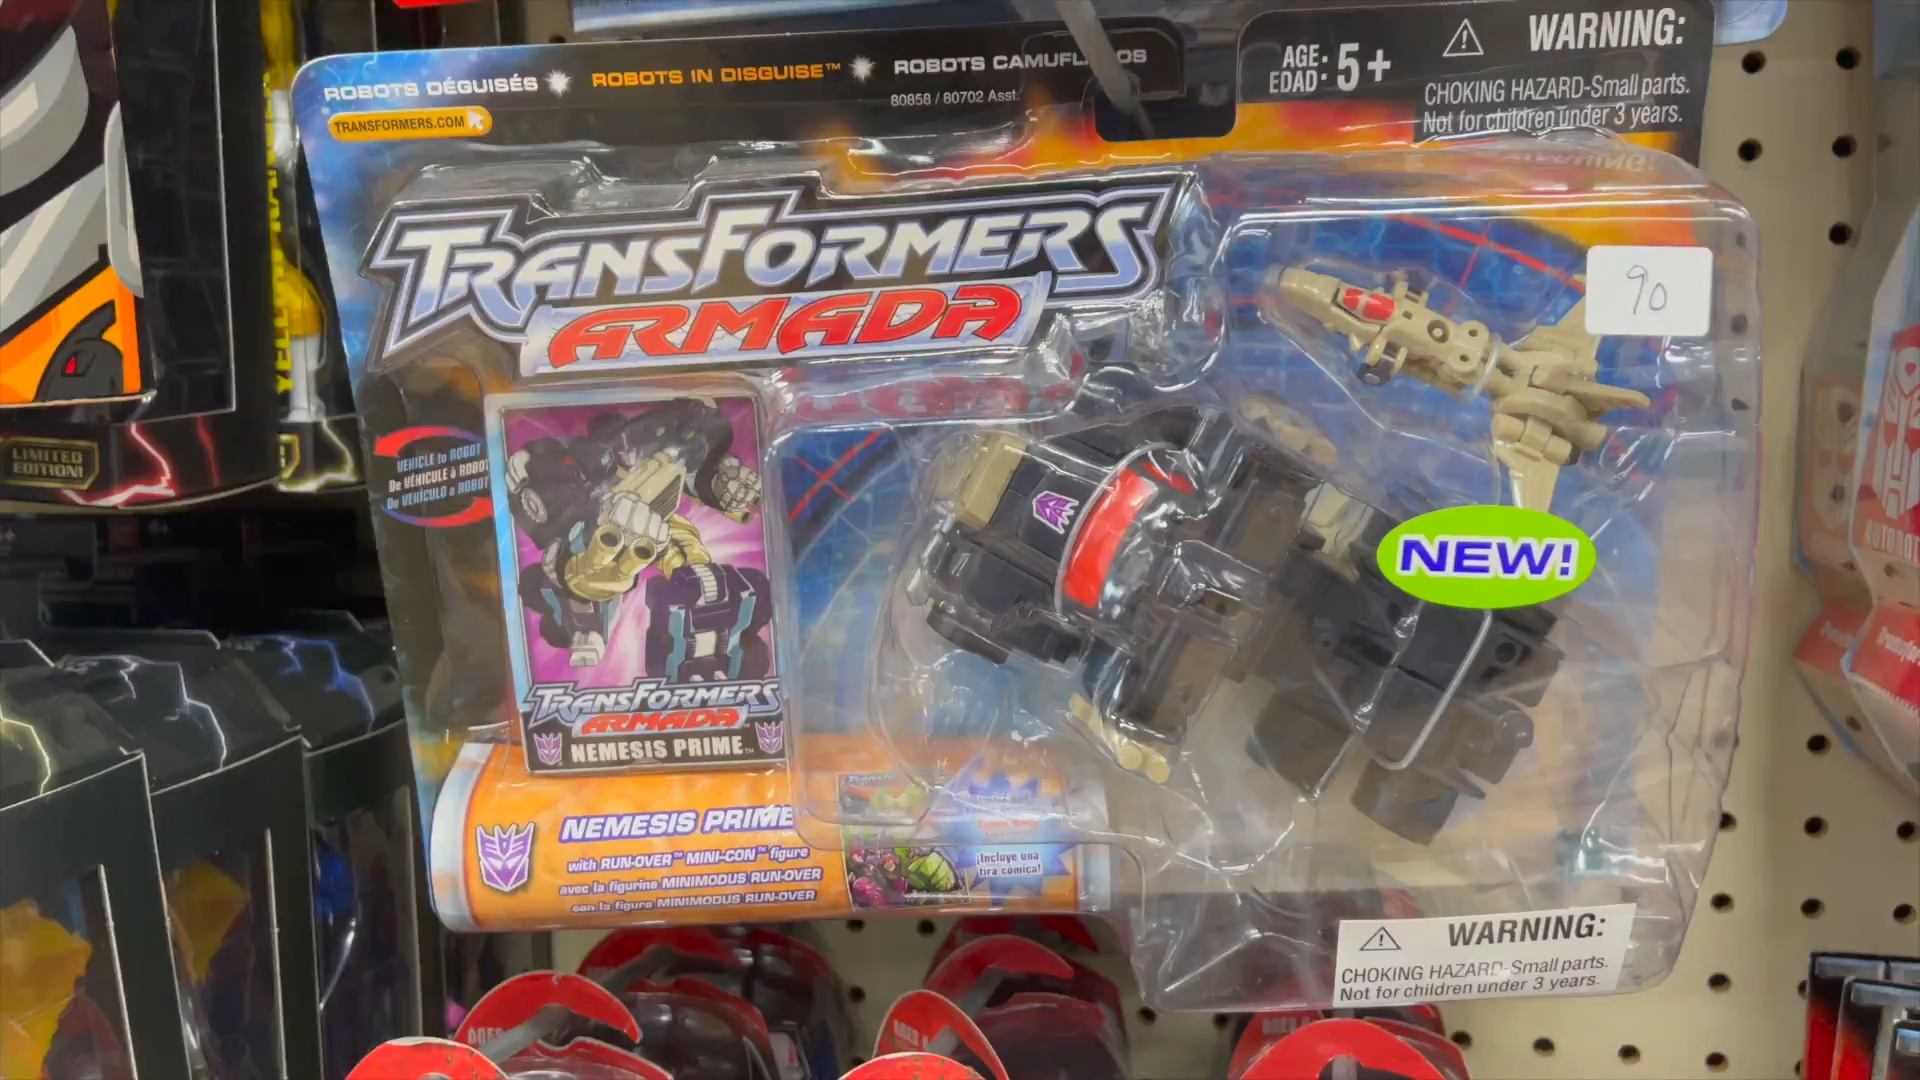 ROBOTS DÉGUISÉS ROBOTS IN DISGUISE™ ROBOTS CAMUFL OS
80858 / 80702 Asst.
TRANSFORMERS.COM
AGE:
EDAD: 5+
WARNING:
CHOKING HAZARD-Small parts.
Not for children under 3 years.
TRANSFORMERS
ARMADA
90
VEHICLE to ROBOT
De VÉHICULE à ROBOT
De VEHÍCULO a ROBOT
NEW!
TRANSFORMERS
ARMADA
NEMESIS PRIME™
NEMESIS PRIME
with RUN-OVER™ MINI-CON™ figure
avec la figurine MINIMODUS RUN-OVER
con la figura MINIMODUS RUN-OVER
¡Incluye una
tira cómica!
WARNING:
CHOKING HAZARD-Small parts.
Not for children under 3 years.
LIMITED
EDITION!